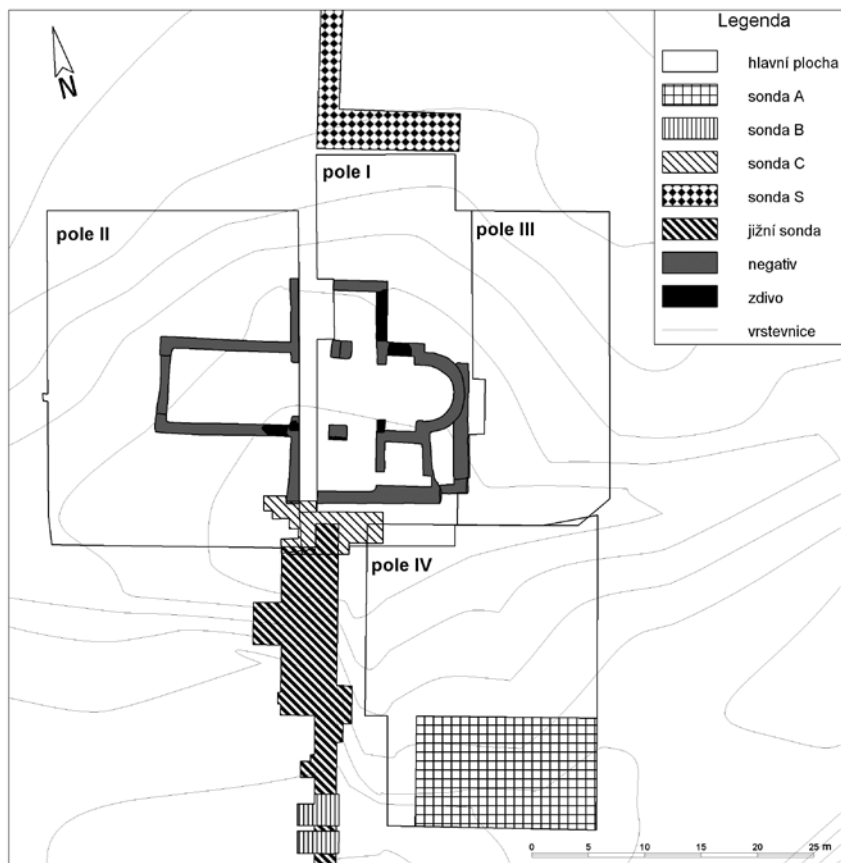 Legenda
hlavní plocha
sonda A
sonda B
sonda C
sonda S
jižní sonda
negativ
zdivo
vrstevnice
N
pole I
pole II
pole III
pole IV
0 5 10 15 20 25 m